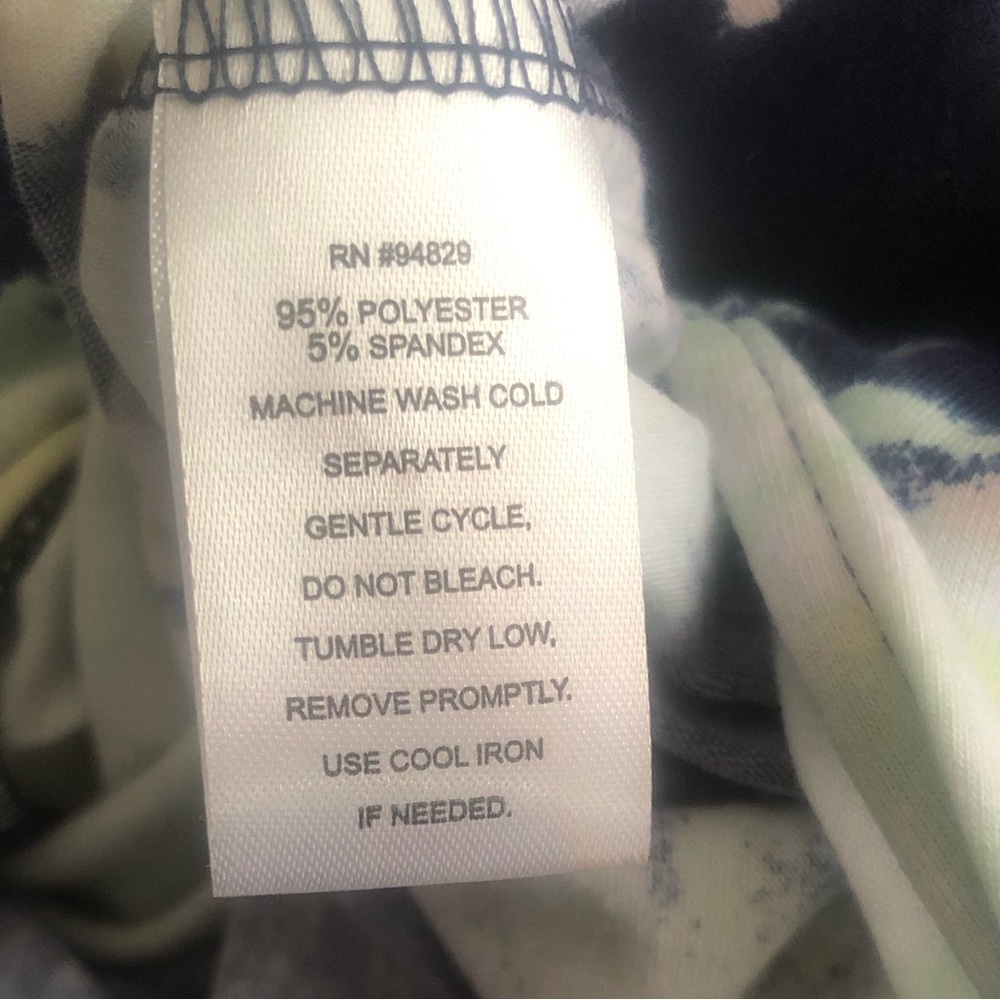 RN #94829
95% POLYESTER
5% SPANDEX
MACHINE WASH COLD
SEPARATELY
GENTLE CYCLE,
DO NOT BLEACH.
TUMBLE DRY LOW,
REMOVE PROMPTLY.
USE COOL IRON
IF NEEDED.